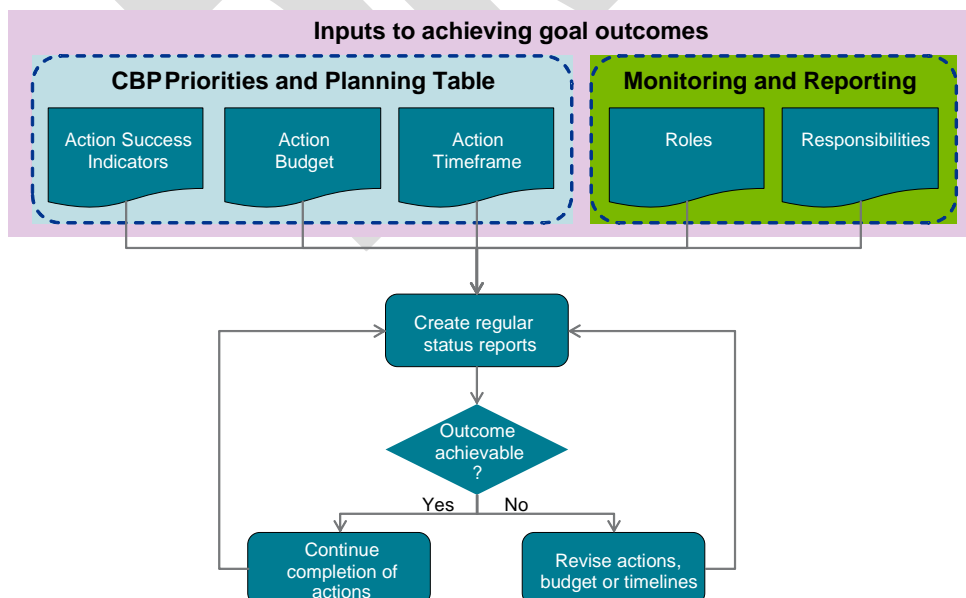 Inputs to achieving goal outcomes
CBP Priorities and Planning Table
Monitoring and Reporting
Action Success
Indicators
Action
Budget
Action
Timeframe
Roles
Responsibilities
Create regular
status reports
Outcome
achievable
?
Yes
No
Continue
completion of
actions
Revise actions,
budget or timelines